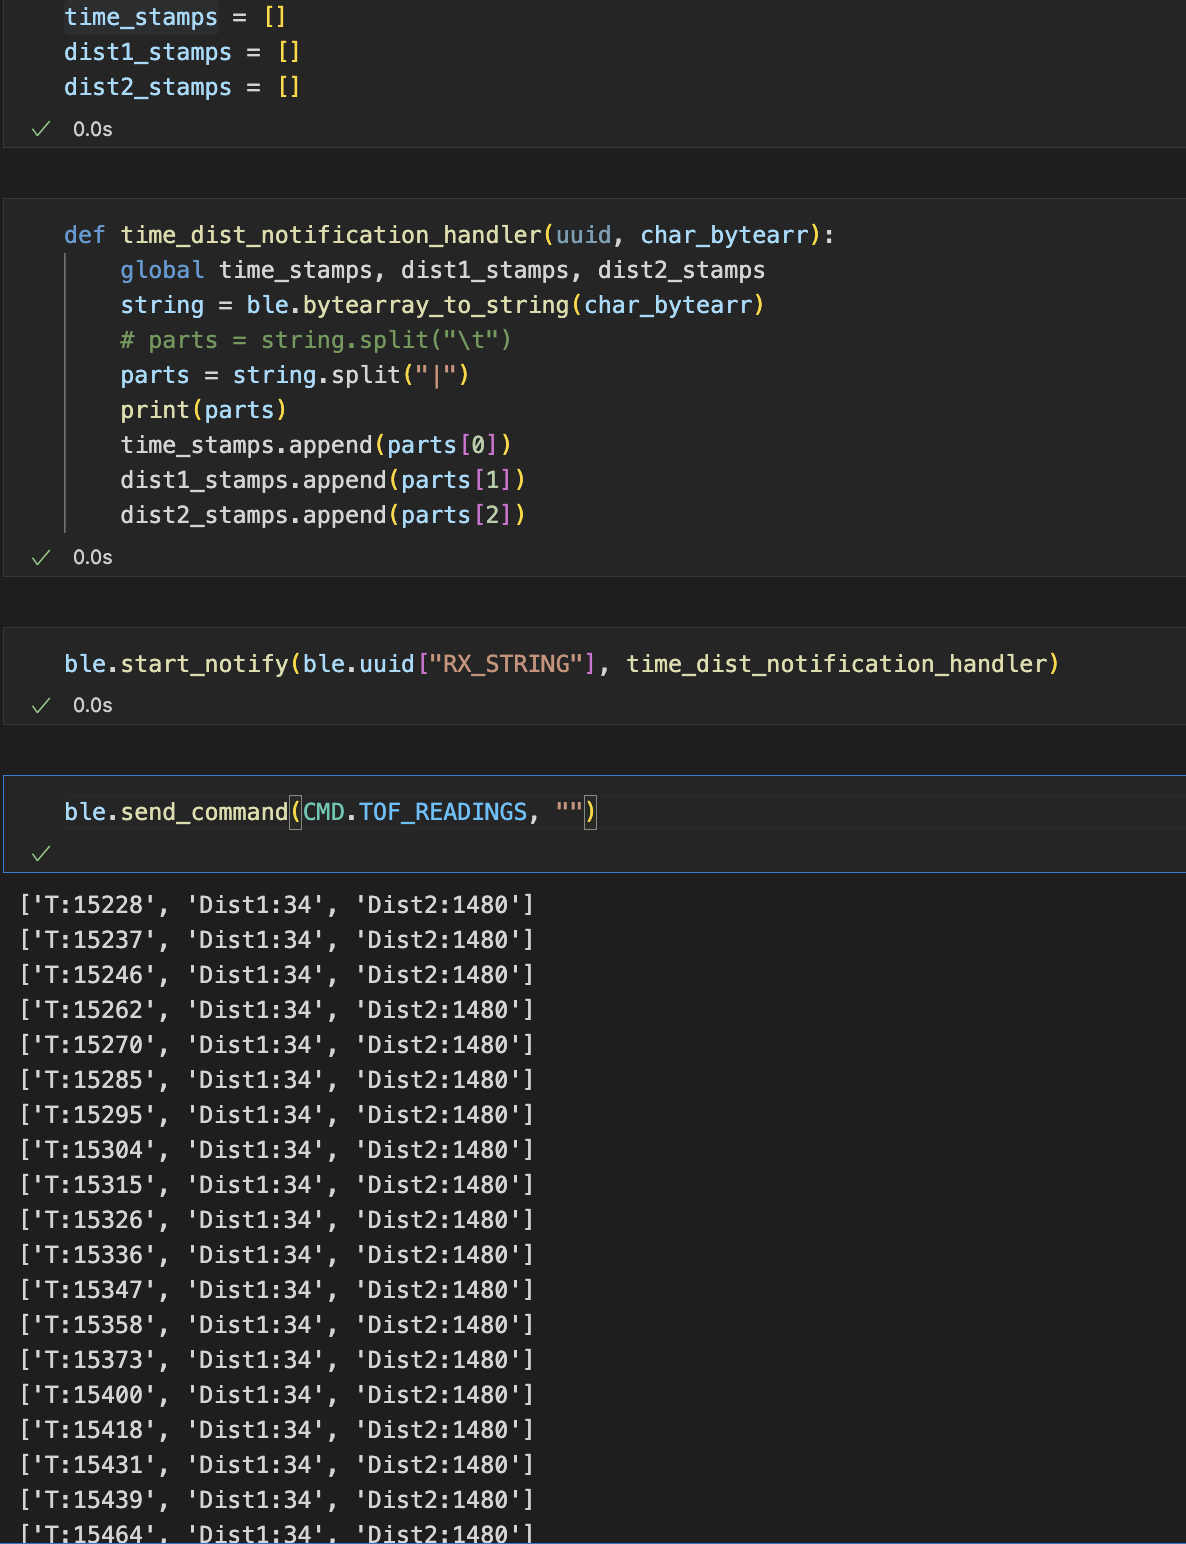 time_stamps = []
dist1_stamps = []
dist2_stamps = []
0.0s
def time_dist_notification_handler(uuid, char_bytearr):
global time_stamps, dist1_stamps, dist2_stamps
string = ble.bytearray_to_string(char_bytearr)
# parts = string.split("\t")
parts = string.split("|")
print(parts)
time_stamps.append(parts[0])
dist1_stamps.append(parts[1])
dist2_stamps.append(parts[2])
0.0s
ble.start_notify(ble.uuid["RX_STRING"], time_dist_notification_handler)
0.0s
ble.send_command(CMD.TOF_READINGS, "")
['T:15228', 'Dist1:34', 'Dist2:1480']
['T:15237', 'Dist1:34', 'Dist2:1480']
['T:15246', 'Dist1:34', 'Dist2:1480']
['T:15262', 'Dist1:34', 'Dist2:1480']
['T:15270', 'Dist1:34', 'Dist2:1480']
['T:15285', 'Dist1:34', 'Dist2:1480']
['T:15295', 'Dist1:34', 'Dist2:1480']
['T:15304', 'Dist1:34', 'Dist2:1480']
['T:15315', 'Dist1:34', 'Dist2:1480']
['T:15326', 'Dist1:34', 'Dist2:1480']
['T:15336', 'Dist1:34', 'Dist2:1480']
['T:15347', 'Dist1:34', 'Dist2:1480']
['T:15358', 'Dist1:34', 'Dist2:1480']
['T:15373', 'Dist1:34', 'Dist2:1480']
['T:15400', 'Dist1:34', 'Dist2:1480']
['T:15418', 'Dist1:34', 'Dist2:1480']
['T:15431', 'Dist1:34', 'Dist2:1480']
['T:15439', 'Dist1:34', 'Dist2:1480']
['T:15464', 'Dist1:34', 'Dist2:1480']